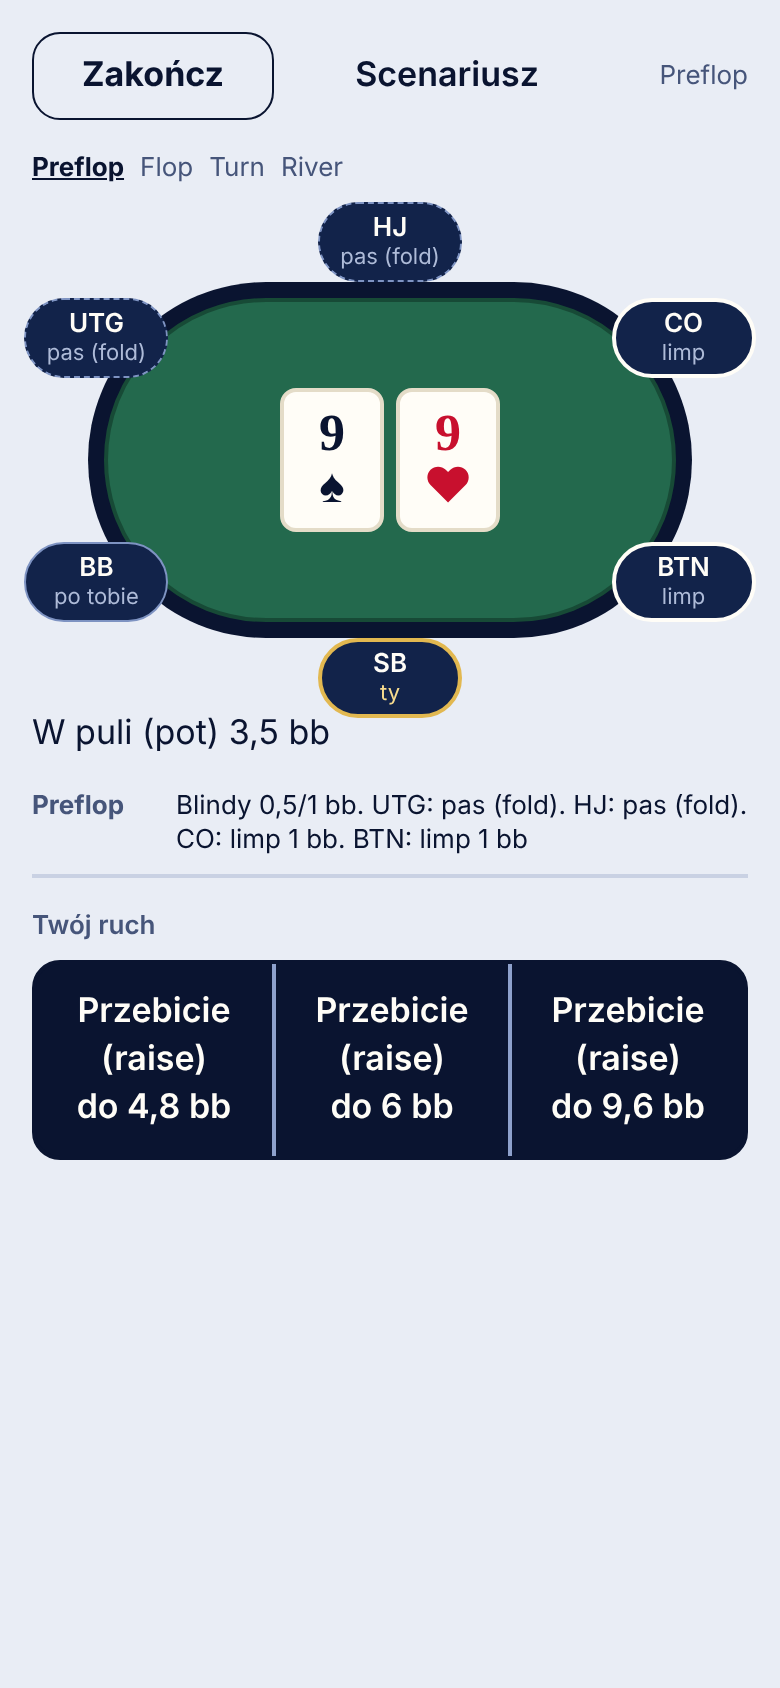 Zakończ
Scenariusz
Preflop
Preflop Flop Turn River
HJ
pas (fold)
UTG
pas (fold)
CO
limp
9
♠
9
♥
BB
po tobie
BTN
limp
SB
ty
W puli (pot) 3,5 bb
Preflop
Blindy 0,5/1 bb. UTG: pas (fold). HJ: pas (fold).
CO: limp 1 bb. BTN: limp 1 bb
Twój ruch
Przebicie
(raise)
do 4,8 bb
Przebicie
(raise)
do 6 bb
Przebicie
(raise)
do 9,6 bb